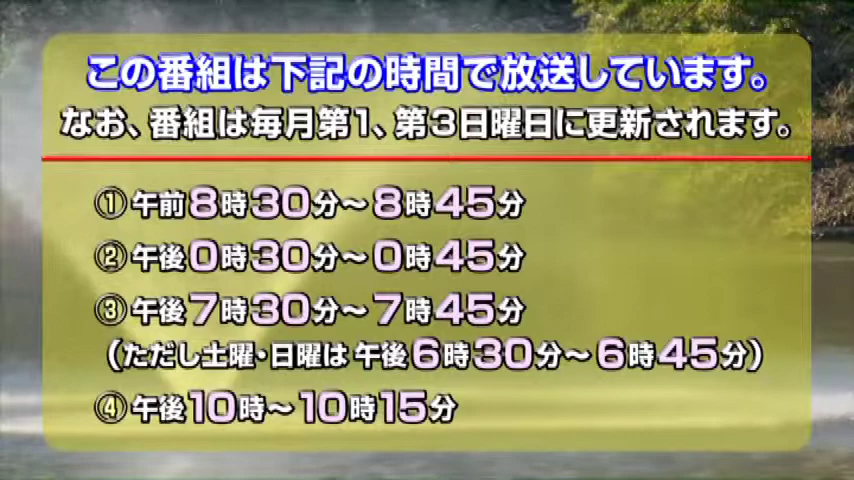 この番組は下記の時間で放送しています。
なお、番組は毎月第1、第3日曜日に更新されます。
①午前8時30分～8時45分
②午後0時30分～0時45分
③午後7時30分～7時45分
(ただし土曜・日曜は午後6時30分～6時45分)
④午後10時～10時15分